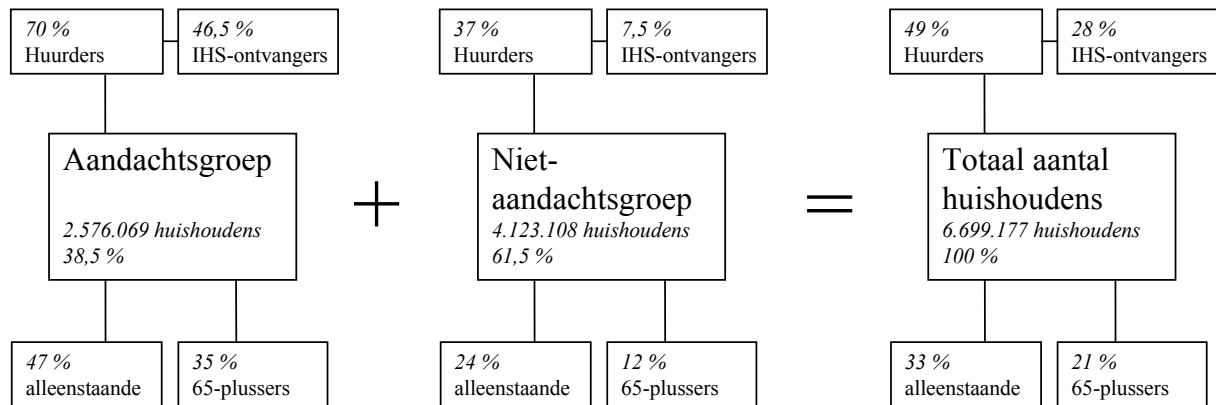 70 %
Huurders
46,5 %
IHS-ontvangers
37 %
Huurders
7,5 %
IHS-ontvangers
49 %
Huurders
28 %
IHS-ontvangers
Aandachtsgroep
2.576.069 huishoudens
38,5 %
+
Niet-
aandachtsgroep
4.123.108 huishoudens
61,5 %
=
Totaal aantal
huishoudens
6.699.177 huishoudens
100 %
47 %
alleenstaande
35 %
65-plussers
24 %
alleenstaande
12 %
65-plussers
33 %
alleenstaande
21 %
65-plussers